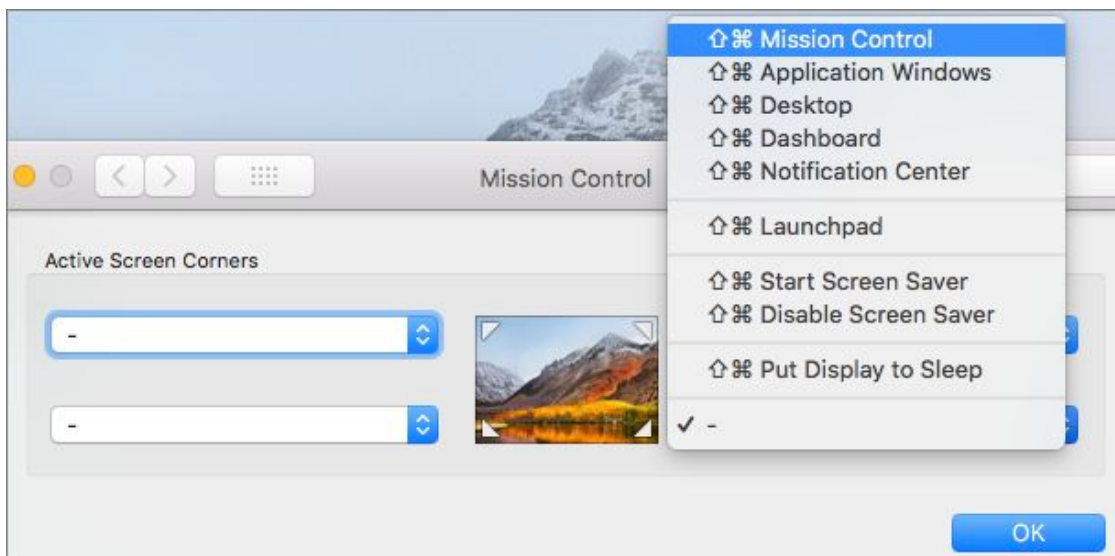 ⇧⌘ Mission Control
⇧⌘ Application Windows
⇧⌘ Desktop
⇧⌘ Dashboard
⇧⌘ Notification Center
⇧⌘ Launchpad
⇧⌘ Start Screen Saver
⇧⌘ Disable Screen Saver
⇧⌘ Put Display to Sleep
✓ -
Mission Control
Active Screen Corners
-
-
OK